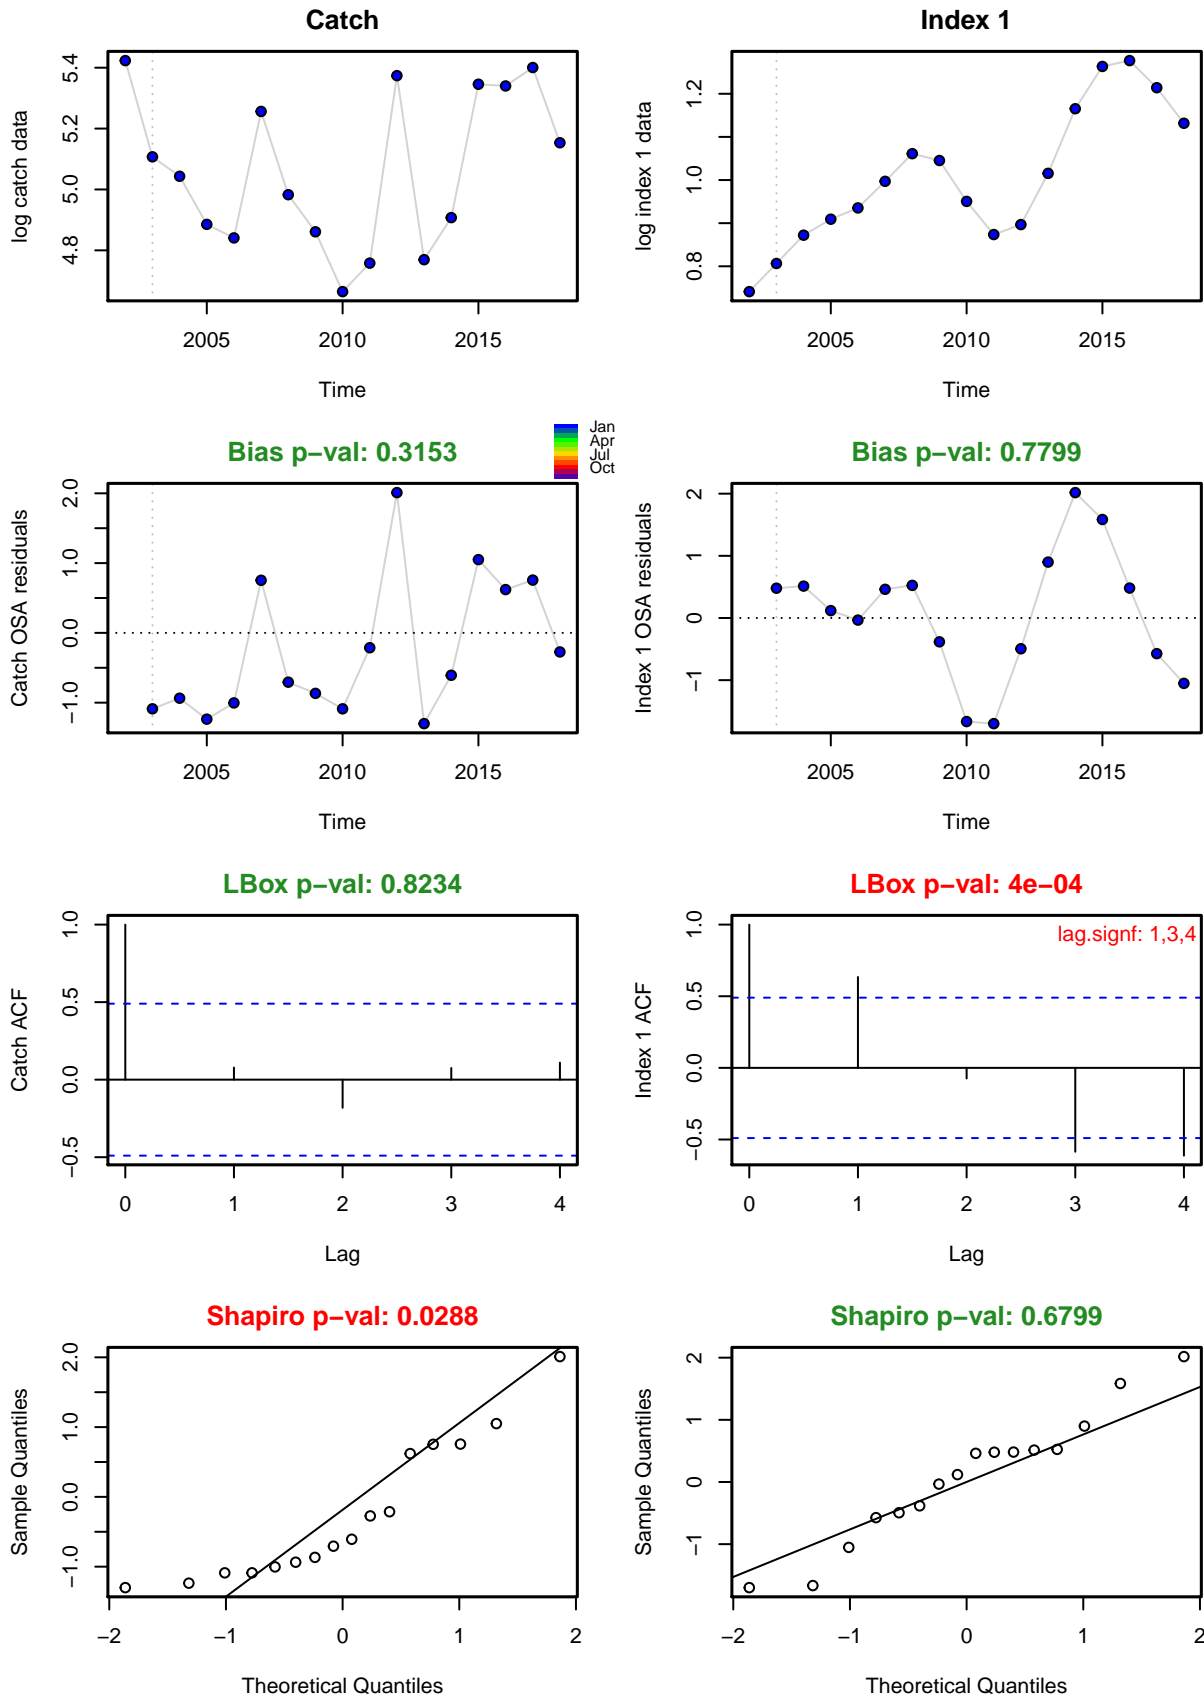 Catch
Index 1
5.4
5.2
5.0
4.8
log catch data
2005 2010 2015
Time
1.2
1.0
0.8
log index 1 data
2005 2010 2015
Time
Jan
Apr
Jul
Oct
Bias p−val: 0.3153
Bias p−val: 0.7799
2.0
1.0
0.0
−1.0
Catch OSA residuals
2005 2010 2015
Time
2
1
0
−1
Index 1 OSA residuals
2005 2010 2015
Time
LBox p−val: 0.8234
LBox p−val: 4e−04
1.0
0.5
0.0
−0.5
Catch ACF
0 1 2 3 4
Lag
lag.signf: 1,3,4
1.0
0.5
0.0
−0.5
Index 1 ACF
0 1 2 3 4
Lag
Shapiro p−val: 0.0288
Shapiro p−val: 0.6799
2.0
1.0
0.0
−1.0
Sample Quantiles
−2 −1 0 1 2
Theoretical Quantiles
2
1
0
−1
Sample Quantiles
−2 −1 0 1 2
Theoretical Quantiles